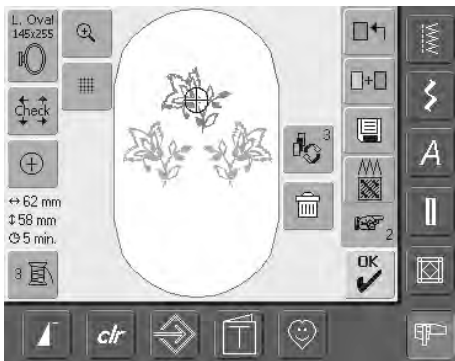 L. Oval
145x255
Check
62 mm
58 mm
5 min.
3
3
2
OK
A
clr